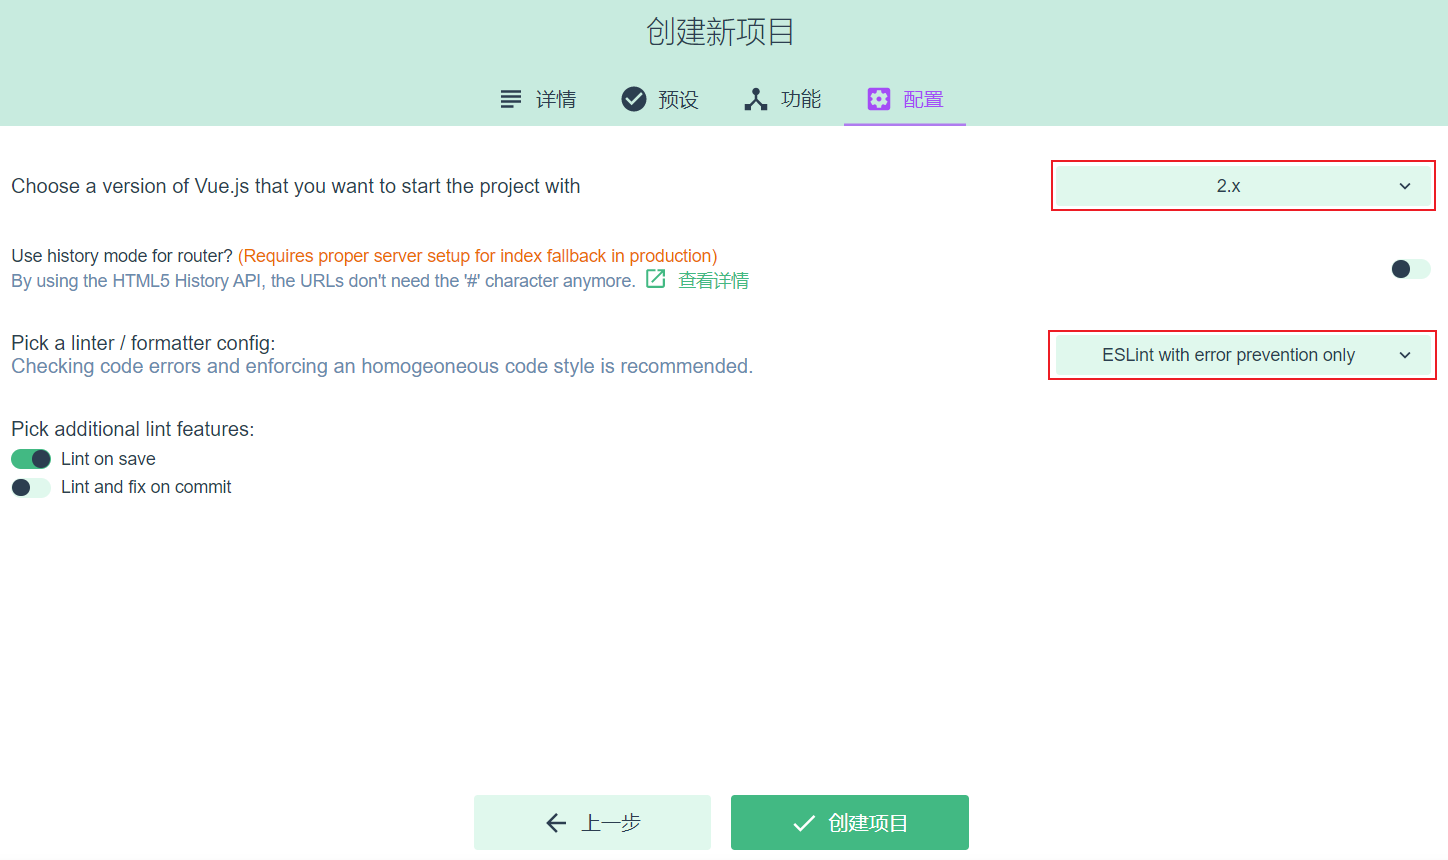 创建新项目
详情 预设 功能 配置
Choose a version of Vue.js that you want to start the project with
2.x
Use history mode for router? (Requires proper server setup for index fallback in production)
By using the HTML5 History API, the URLs don't need the '#' character anymore. 查看详情
Pick a linter / formatter config:
Checking code errors and enforcing an homogeoneous code style is recommended.
ESLint with error prevention only
Pick additional lint features:
Lint on save
Lint and fix on commit
上一步 创建项目